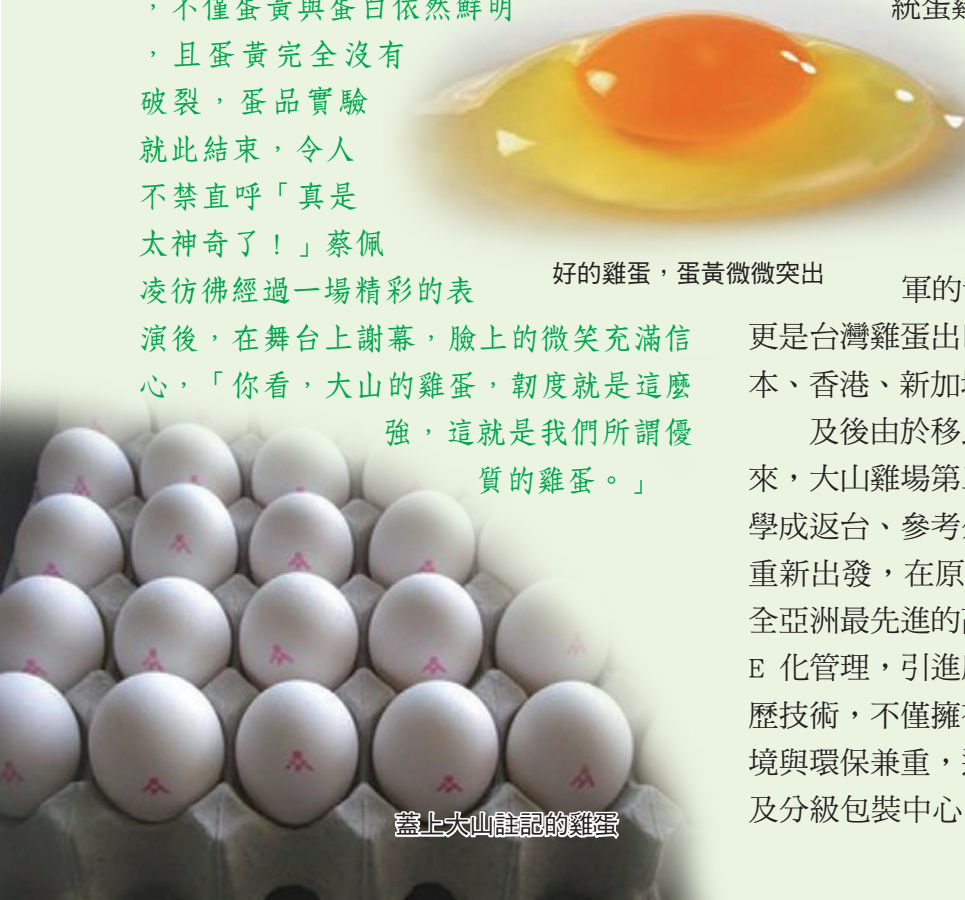 ，不僅蛋黃與蛋白依然鮮明
，且蛋黃完全沒有
破裂，蛋品實驗
就此結束，令人
不禁直呼「真是
太神奇了！」蔡佩
凌彷彿經過一場精彩的表
演後，在舞台上謝幕，臉上的微笑充滿信
心，「你看，大山的雞蛋，韌度就是這麼
強，這就是我們所謂優
質的雞蛋。」
好的雞蛋，蛋黃微微突出
蓋上大山註記的雞蛋
統蛋雞
軍的
更是台灣雞蛋出
本、香港、新加
及後由於移
來，大山雞場第
學成返台、參考
重新出發，在原
全亞洲最先進的
E 化管理，引進
歷技術，不僅擁
境與環保兼重，
及分級包裝中心